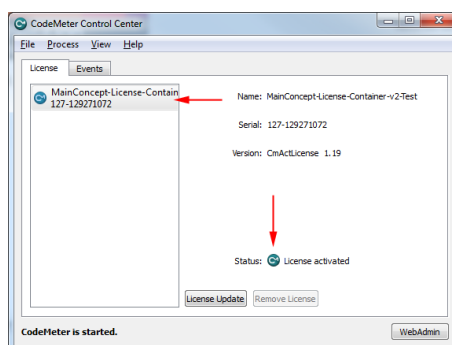 CodeMeter Control Center
File Process View Help
License Events
MainConcept-License-Contain
127-129271072
Name: MainConcept-License-Container-v2-Test
Serial: 127-129271072
Version: CmActLicense 1.19
Status: License activated
License Update Remove License
CodeMeter is started. WebAdmin